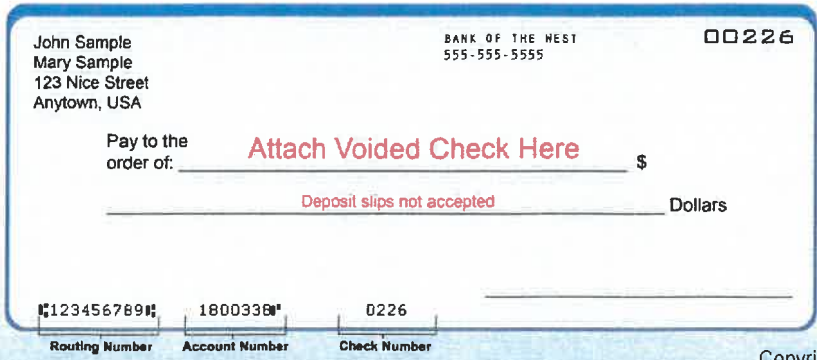 John Sample
Mary Sample
123 Nice Street
Anytown, USA
BANK OF THE WEST
555-555-5555
00226
Pay to the
order of: Attach Voided Check Here $
Deposit slips not accepted Dollars
⑆123456789⑆ 1800338⑈ 0226
Routing Number Account Number Check Number
Copyri